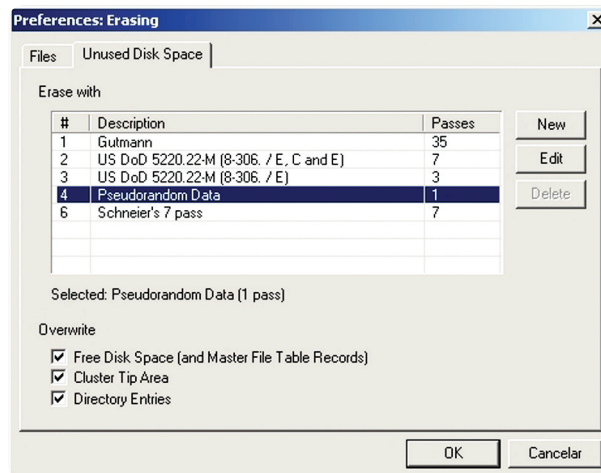 Preferences: Erasing
Files
Unused Disk Space
Erase with
# Description Passes
1 Gutmann 35
2 US DoD 5220.22-M (8-306. / E, C and E) 7
3 US DoD 5220.22-M (8-306. / E) 3
4 Pseudorandom Data 1
6 Schneier's 7 pass 7
New
Edit
Delete
Selected: Pseudorandom Data (1 pass)
Overwrite
Free Disk Space (and Master File Table Records)
Cluster Tip Area
Directory Entries
OK
Cancelar